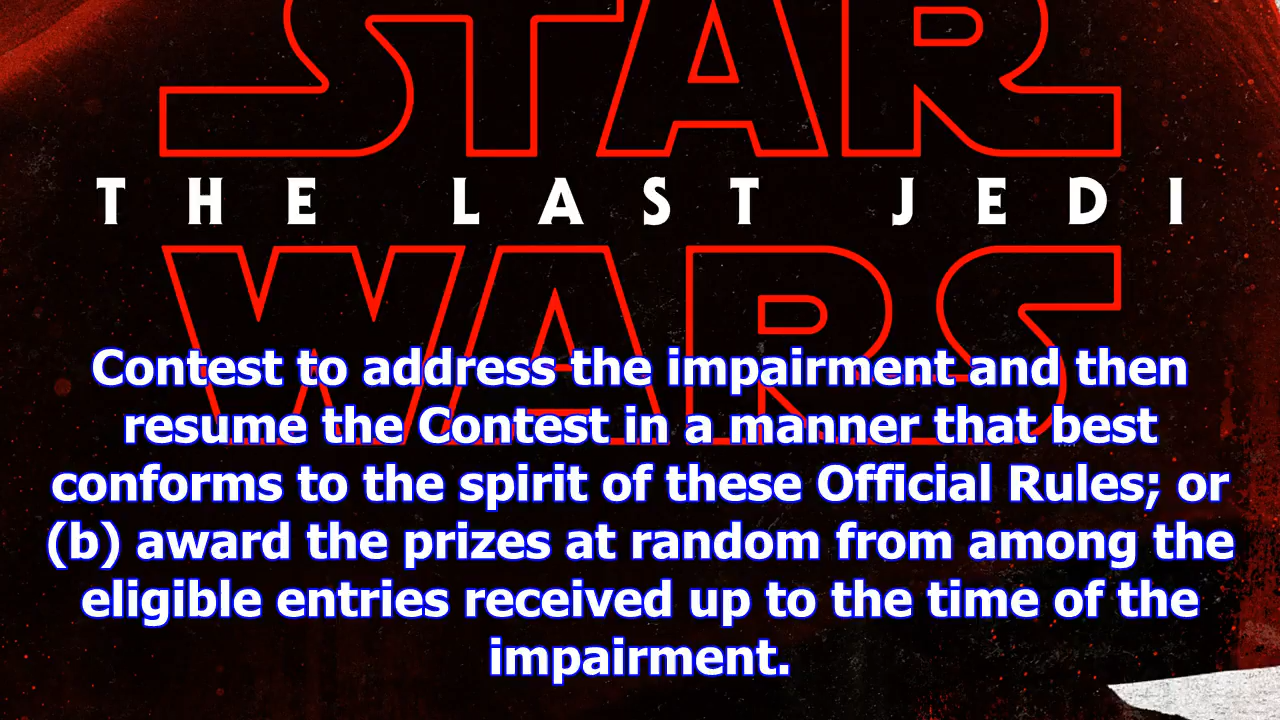 STAR
THE LAST JEDI
WARS
Contest to address the impairment and then
resume the Contest in a manner that best
conforms to the spirit of these Official Rules; or
(b) award the prizes at random from among the
eligible entries received up to the time of the
impairment.